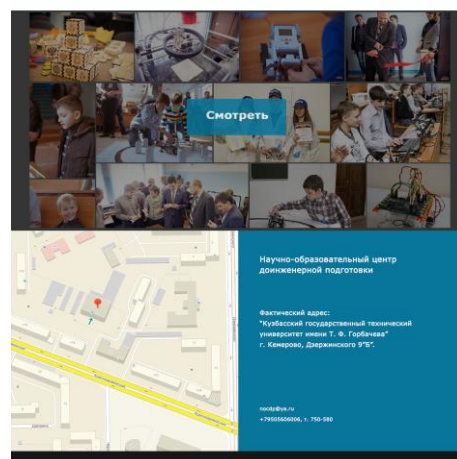 Смотреть
Научно-образовательный центр
доинженерной подготовки
Фактический адрес:
"Кузбасский государственный технический
университет имени Т. Ф. Горбачева"
г. Кемерово, Дзержинского 9"Б".
+79505606006, т. 750-580